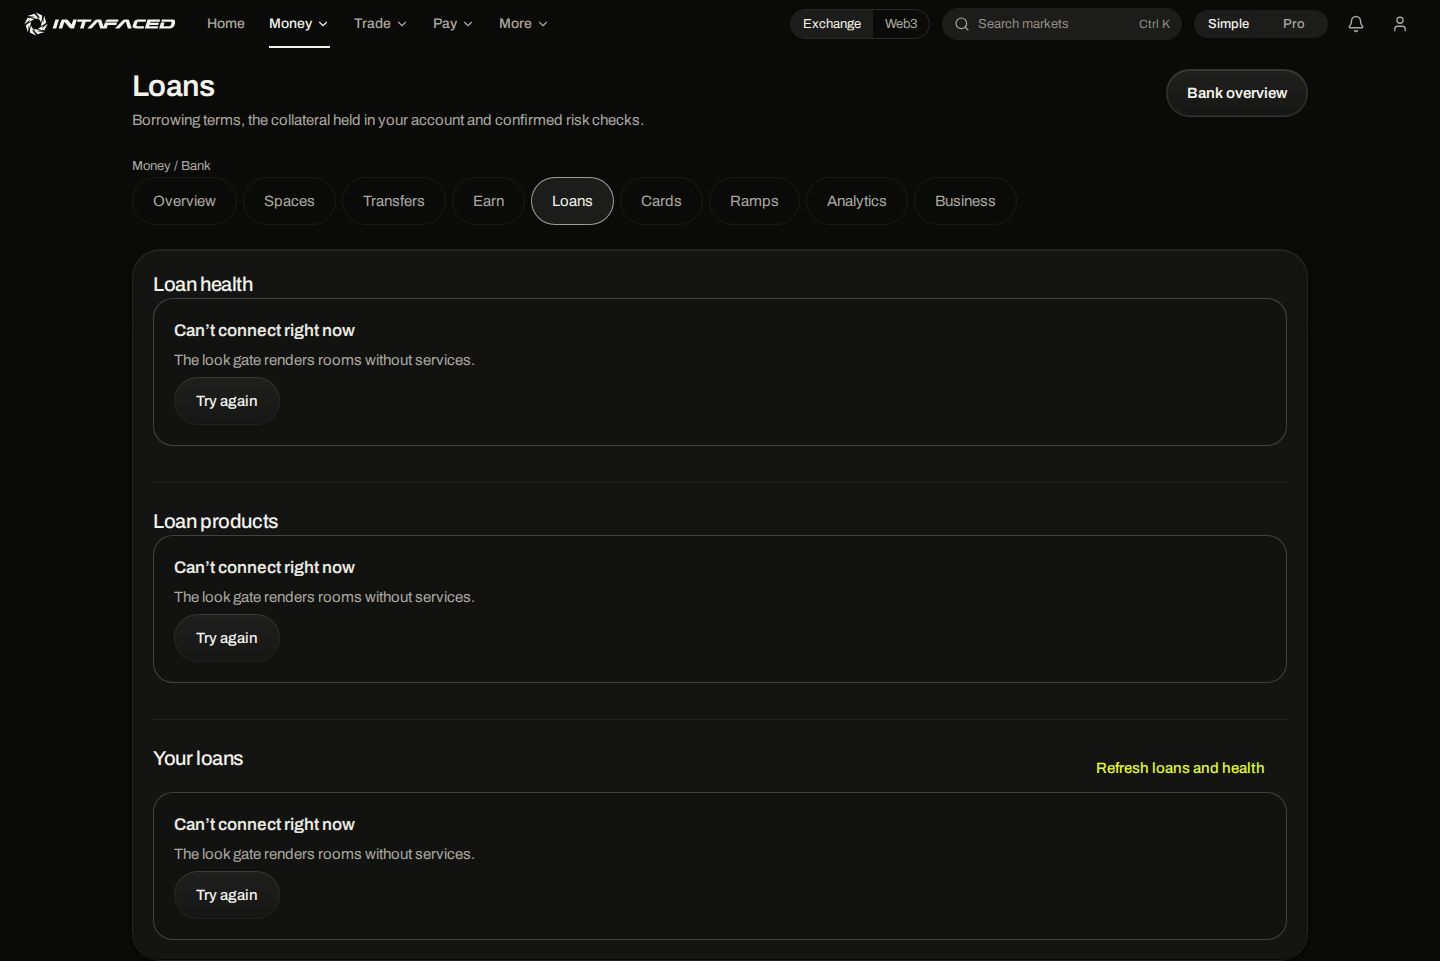 INTAFACED
Home
Money
Trade
Pay
More
Exchange
Web3
Search markets
Ctrl K
Simple
Pro
Loans
Bank overview
Borrowing terms, the collateral held in your account and confirmed risk checks.
Money / Bank
Overview
Spaces
Transfers
Earn
Loans
Cards
Ramps
Analytics
Business
Loan health
Can’t connect right now
The look gate renders rooms without services.
Try again
Loan products
Can’t connect right now
The look gate renders rooms without services.
Try again
Your loans
Refresh loans and health
Can’t connect right now
The look gate renders rooms without services.
Try again